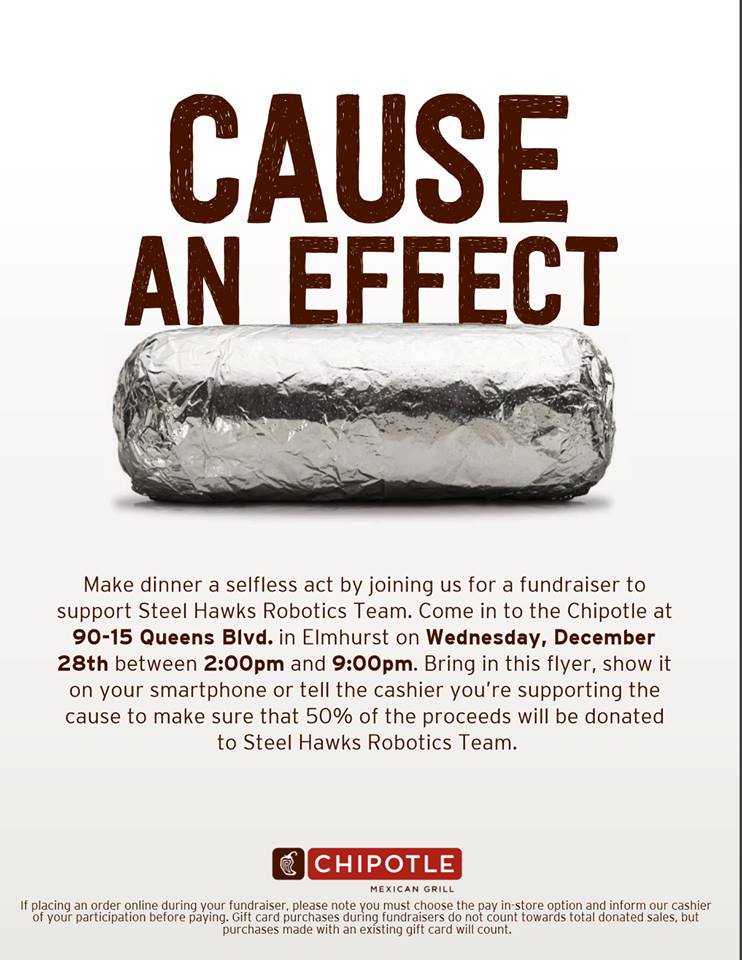 CAUSE
AN EFFECT
Make dinner a selfless act by joining us for a fundraiser to
support Steel Hawks Robotics Team. Come in to the Chipotle at
90-15 Queens Blvd. in Elmhurst on Wednesday, December
28th between 2:00pm and 9:00pm. Bring in this flyer, show it
on your smartphone or tell the cashier you're supporting the
cause to make sure that 50% of the proceeds will be donated
to Steel Hawks Robotics Team.
CHIPOTLE
MEXICAN GRILL
If placing an order online during your fundraiser, please note you must choose the pay in-store option and inform our cashier
of your participation before paying. Gift card purchases during fundraisers do not count towards total donated sales, but
purchases made with an existing gift card will count.